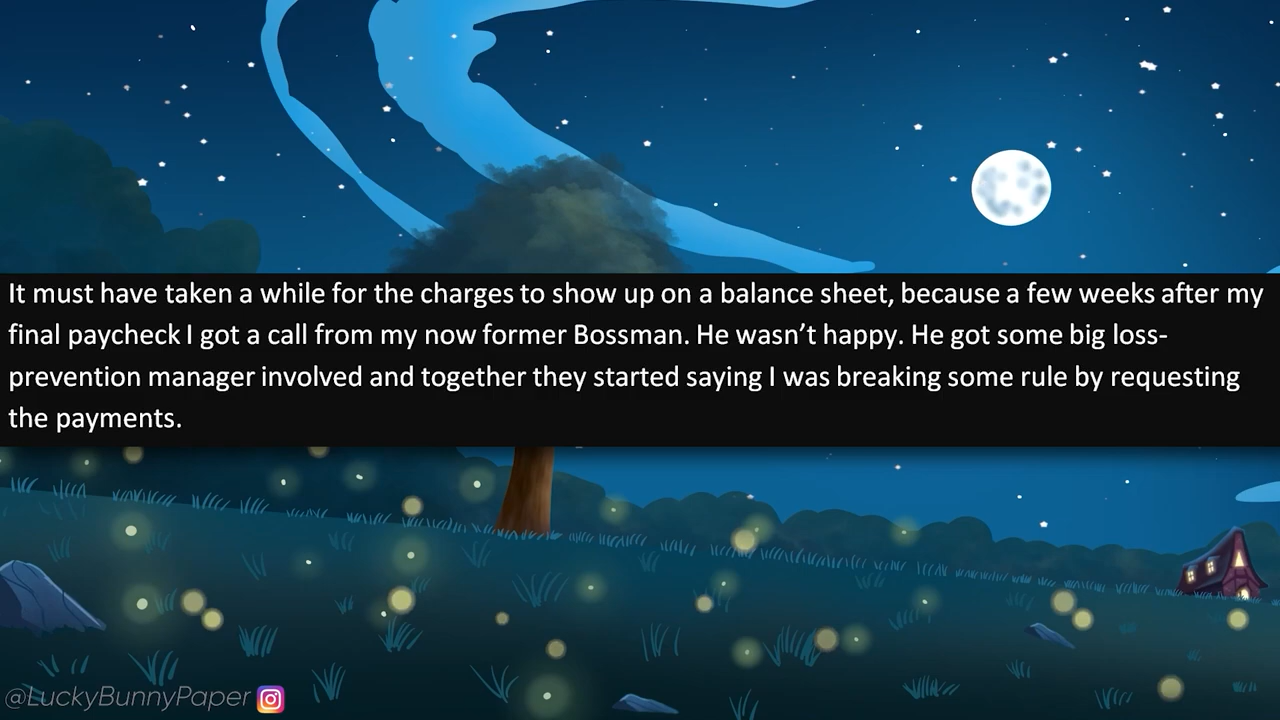 It must have taken a while for the charges to show up on a balance sheet, because a few weeks after my
final paycheck I got a call from my now former Bossman. He wasn’t happy. He got some big loss-
prevention manager involved and together they started saying I was breaking some rule by requesting
the payments.
@LuckyBunnyPaper